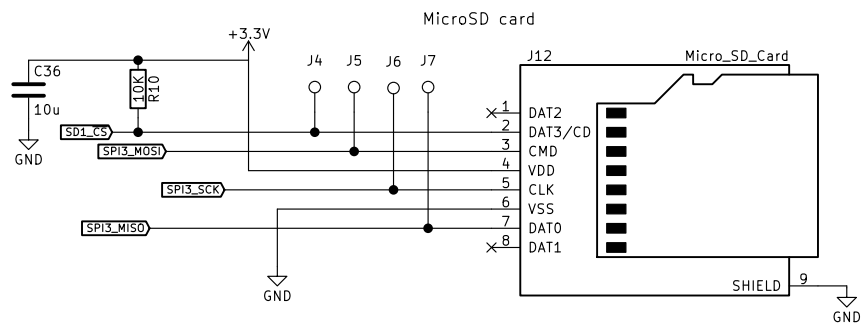 MicroSD card
+3.3V
J4
J5
J6
J7
J12
Micro_SD_Card
C36
10u
10K
R10
GND
SD1_CS
SPI3_MOSI
SPI3_SCK
SPI3_MISO
GND
1 DAT2
2 DAT3/CD
3 CMD
4 VDD
5 CLK
6 VSS
7 DAT0
8 DAT1
SHIELD 9
GND